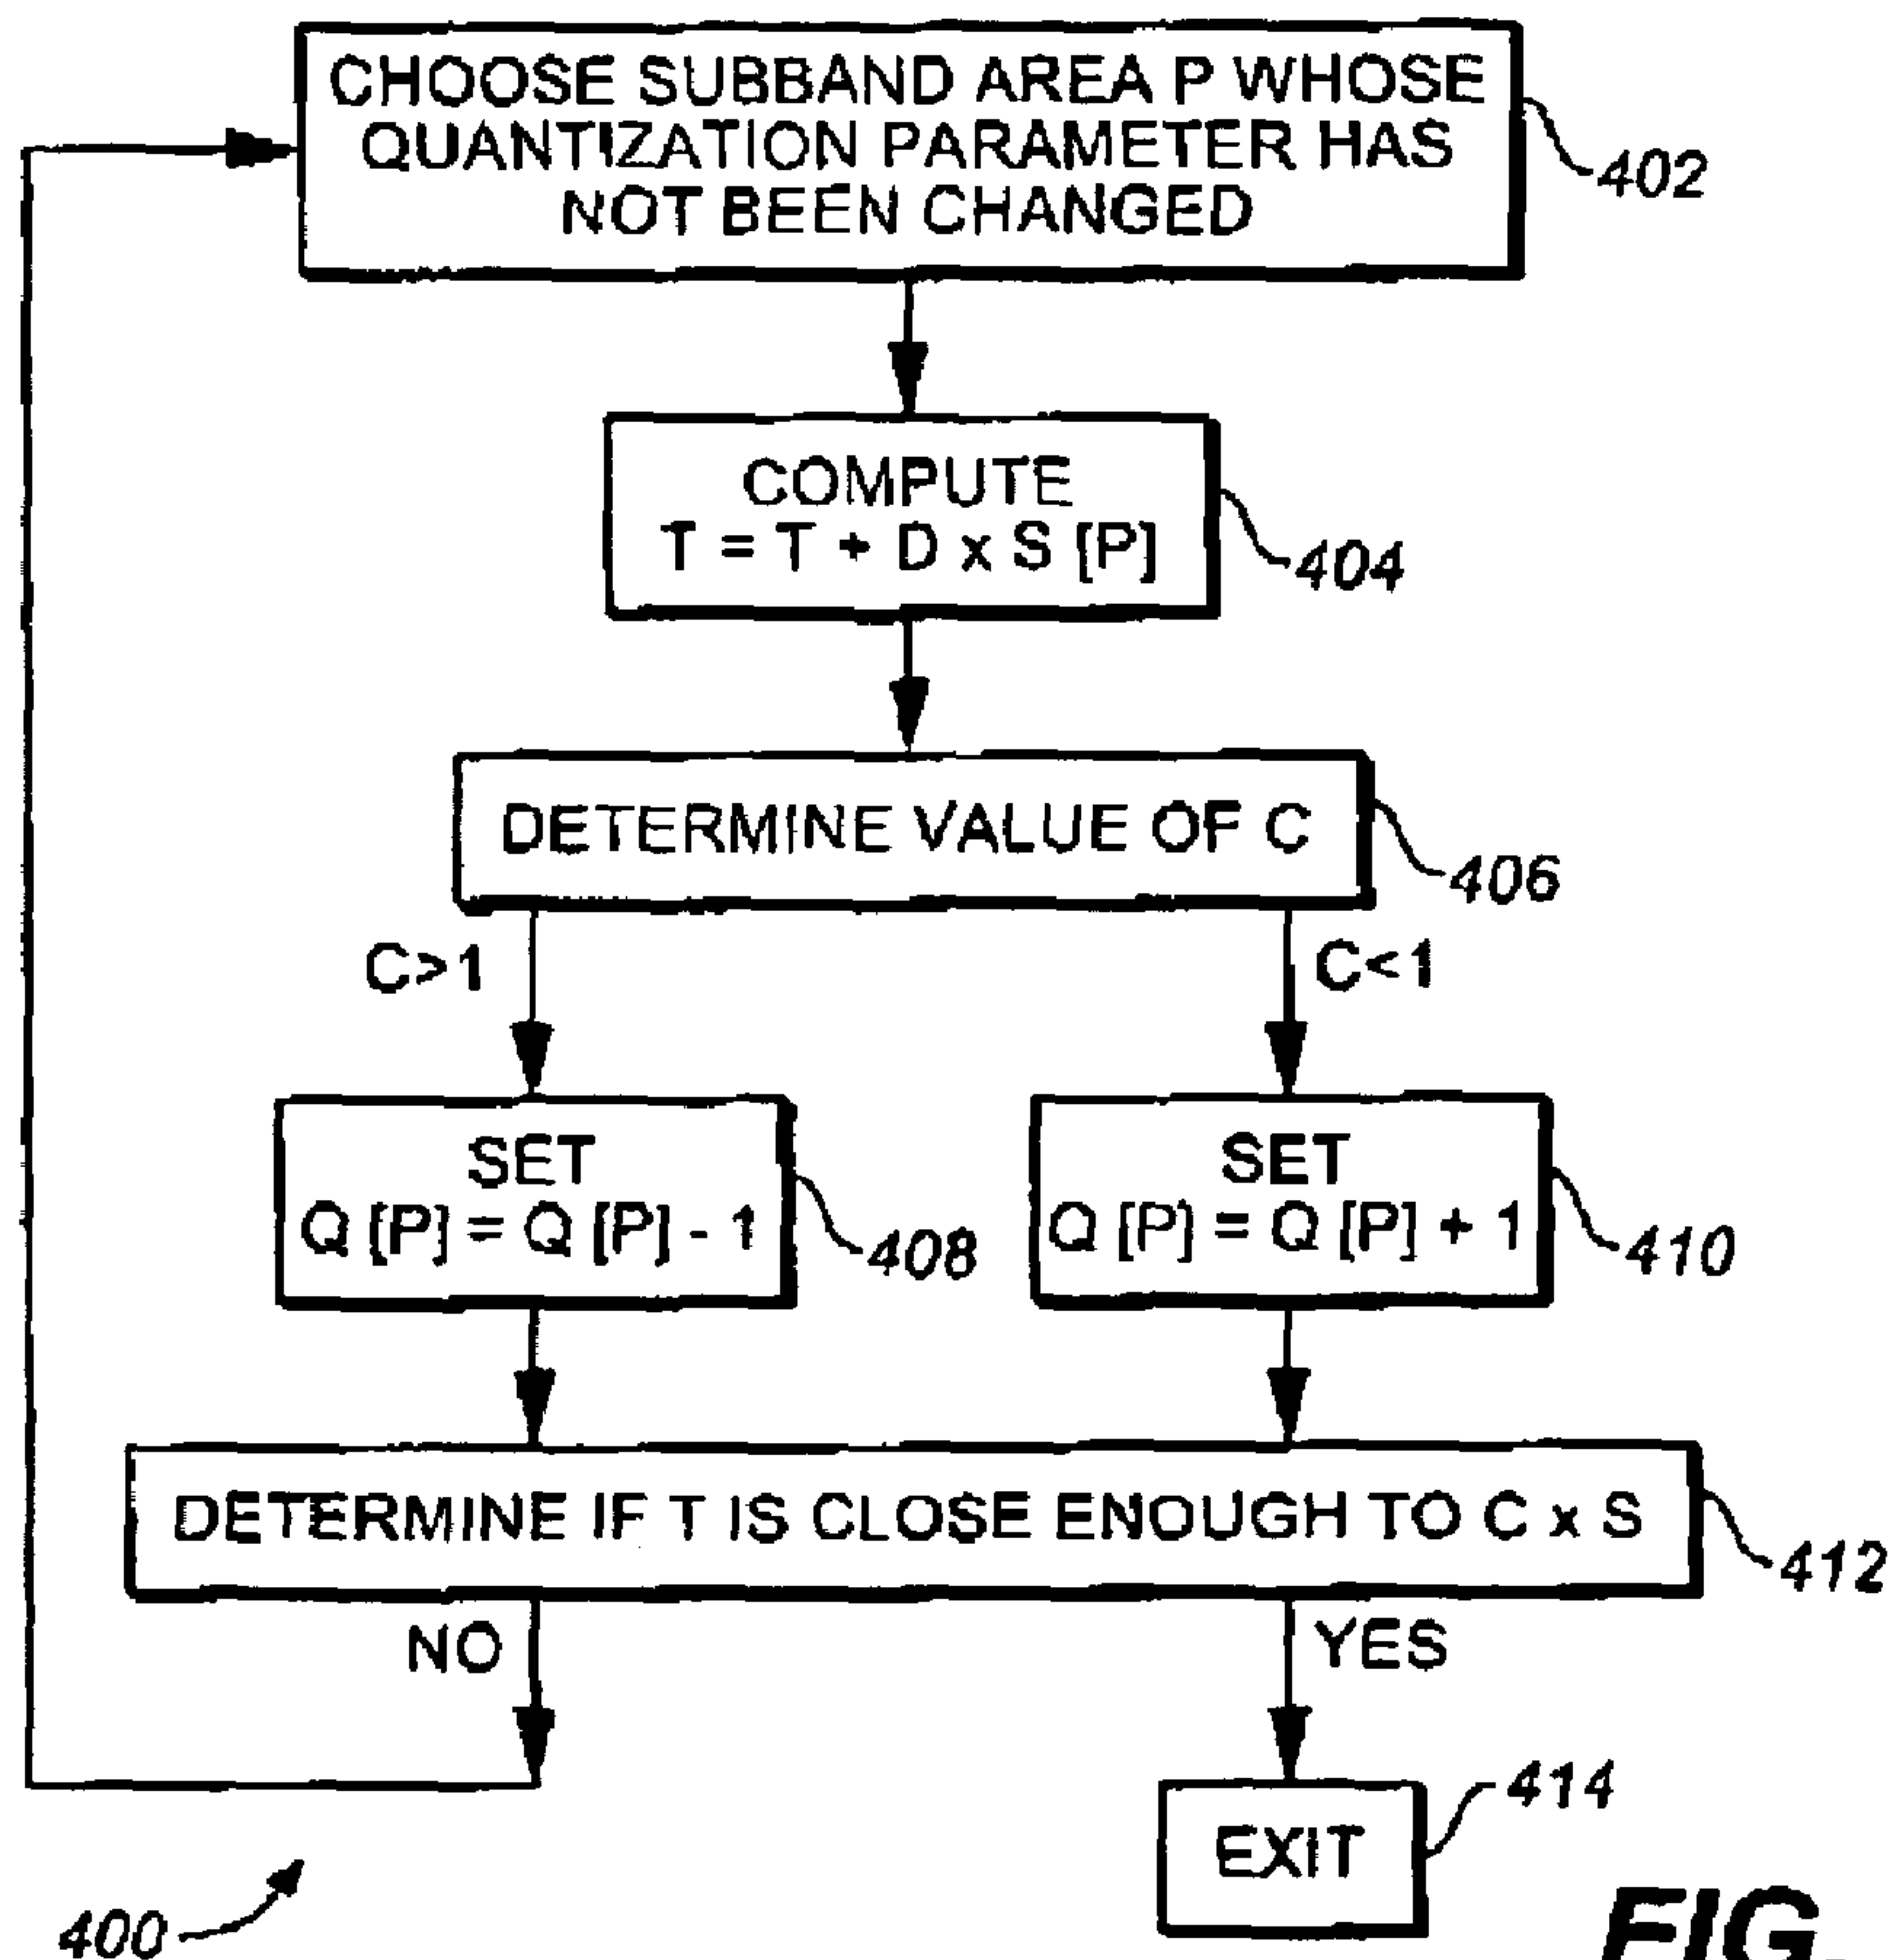 CHOOSE SUBBAND AREA P WHOSE
QUANTIZATION PARAMETER HAS
NOT BEEN CHANGED
402
COMPUTE
T = T + D x S [P]
404
DETERMINE VALUE OF C
406
C>1
C<1
SET
Q [P] = Q [P] - 1
408
SET
Q [P] = Q [P] + 1
410
DETERMINE IF T IS CLOSE ENOUGH TO C x S
412
NO
YES
EXIT
414
400
FIG.